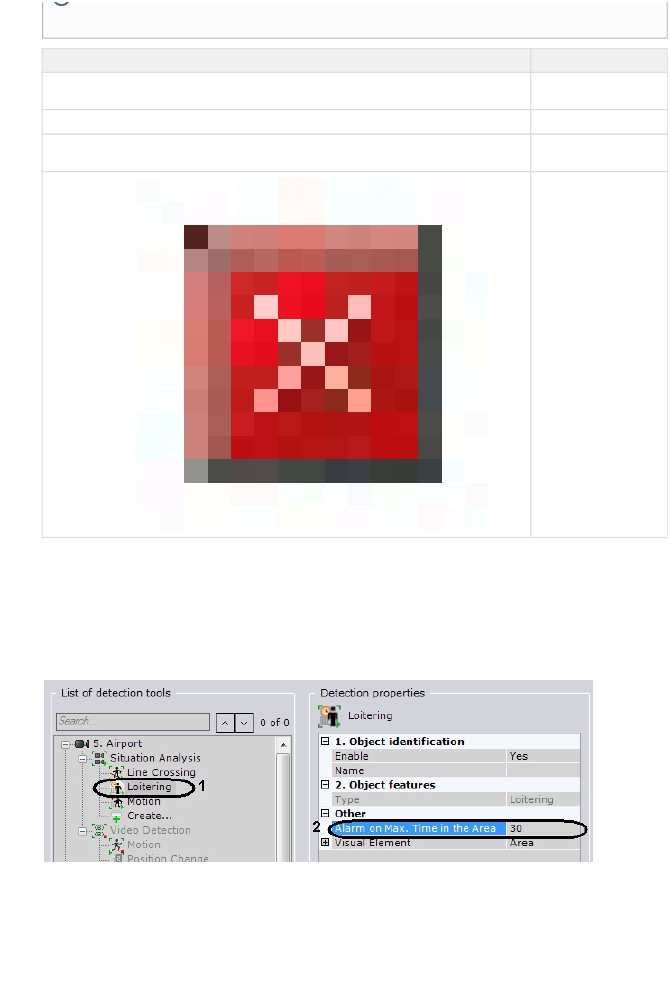 List of detection tools
Search...
0 of 0
5. Airport
Situation Analysis
Line Crossing
Loitering 1
Motion
Create...
Video Detection
Motion
Position Change
Detection properties
Loitering
1. Object identification
Enable Yes
Name
2. Object features
Type Loitering
Other
2 Alarm on Max. Time in the Area 30
Visual Element Area